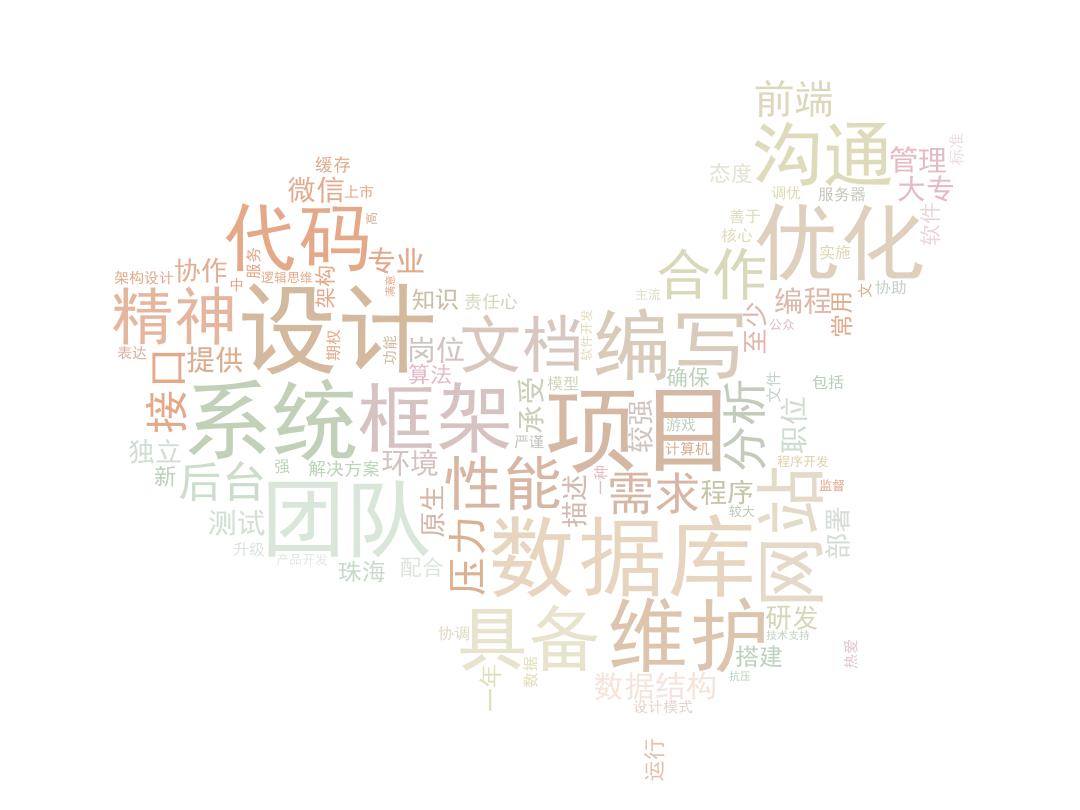 前端
沟通
管理
标准
态度
大专
调优
服务器
缓存
微信
上市
代码
高
善于
核心
优化
实施
软件
服务
专业
合作
协作
架构设计
中
逻辑思维
架构
满意
主流
编程
文
协助
常用
精神
设计
知识
责任心
文档
软件开发
编写
至少
公众
表达
接口
提供
期权
功能
岗位
算法
模型
确保
文件
包括
系统
框架
承受
严谨
项目
较强
游戏
计算机
分析
职位
独立
新
后台
强
解决方案
环境
性能
一种
程序开发
团队
原生
描述
需求
程序
较大
网站
监督
测试
升级
产品开发
珠海
配合
压力
数据库
部署
协调
具备
维护
研发
技术支持
搭建
热爱
抗压
一年
数据
数据结构
设计模式
运行